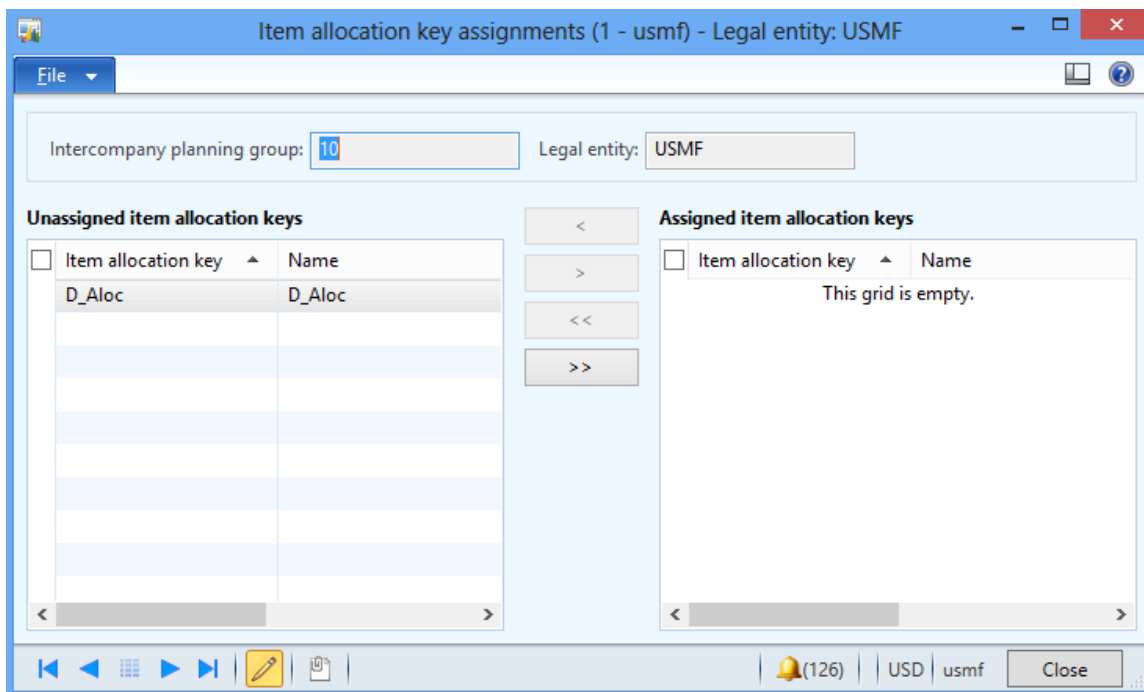 Item allocation key assignments (1 - usmf) - Legal entity: USMF
File
Intercompany planning group: 10 Legal entity: USMF
Unassigned item allocation keys
Item allocation key Name
D_Aloc D_Aloc
<
>
<<
>>
Assigned item allocation keys
Item allocation key Name
This grid is empty.
(126) USD usmf Close